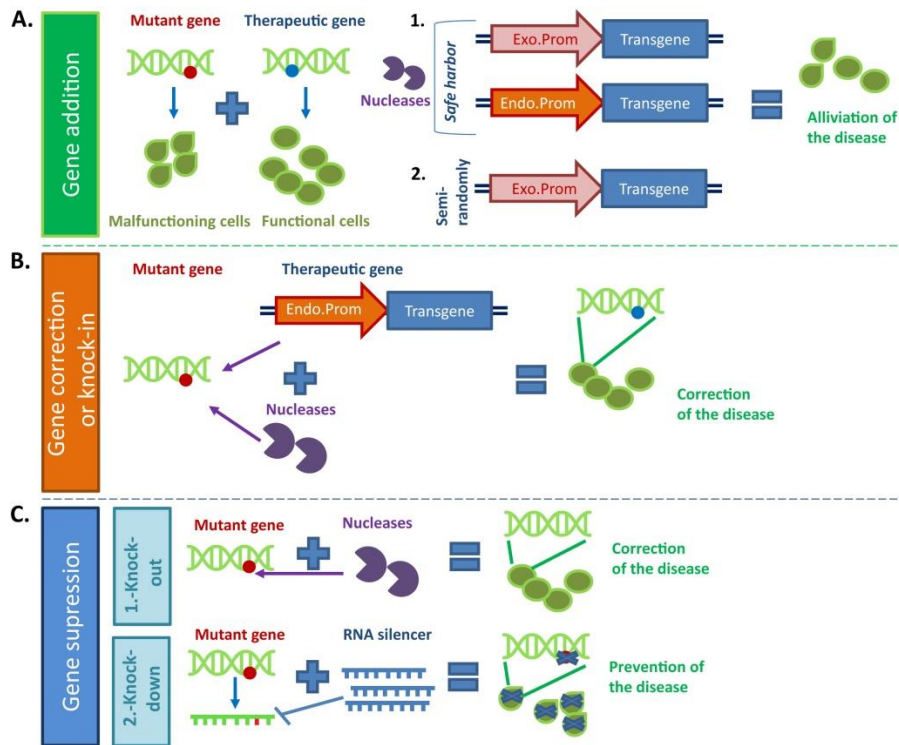 A.
Gene addition
Mutant gene
Therapeutic gene
Malfunctioning cells
Functional cells
Nucleases
1.
Safe harbor
Exo.Prom
Transgene
Endo.Prom
Transgene
2.
Semi-
randomly
Exo.Prom
Transgene
Alliviation of
the disease
B.
Gene correction
or knock-in
Mutant gene
Therapeutic gene
Endo.Prom
Transgene
Nucleases
Correction
of the disease
C.
Gene supression
1.-Knock-
out
Mutant gene
Nucleases
Correction
of the disease
2.-Knock-
down
Mutant gene
RNA silencer
Prevention of
the disease